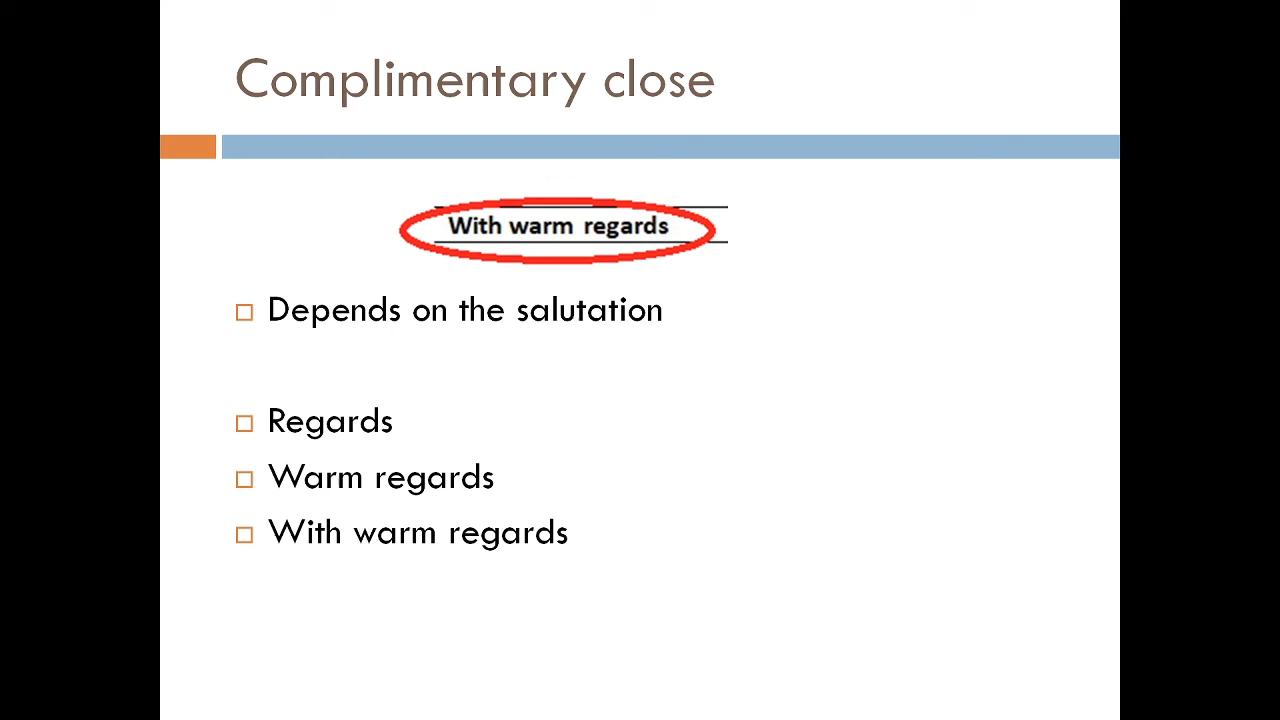 Complimentary close
With warm regards
Depends on the salutation
Regards
Warm regards
With warm regards